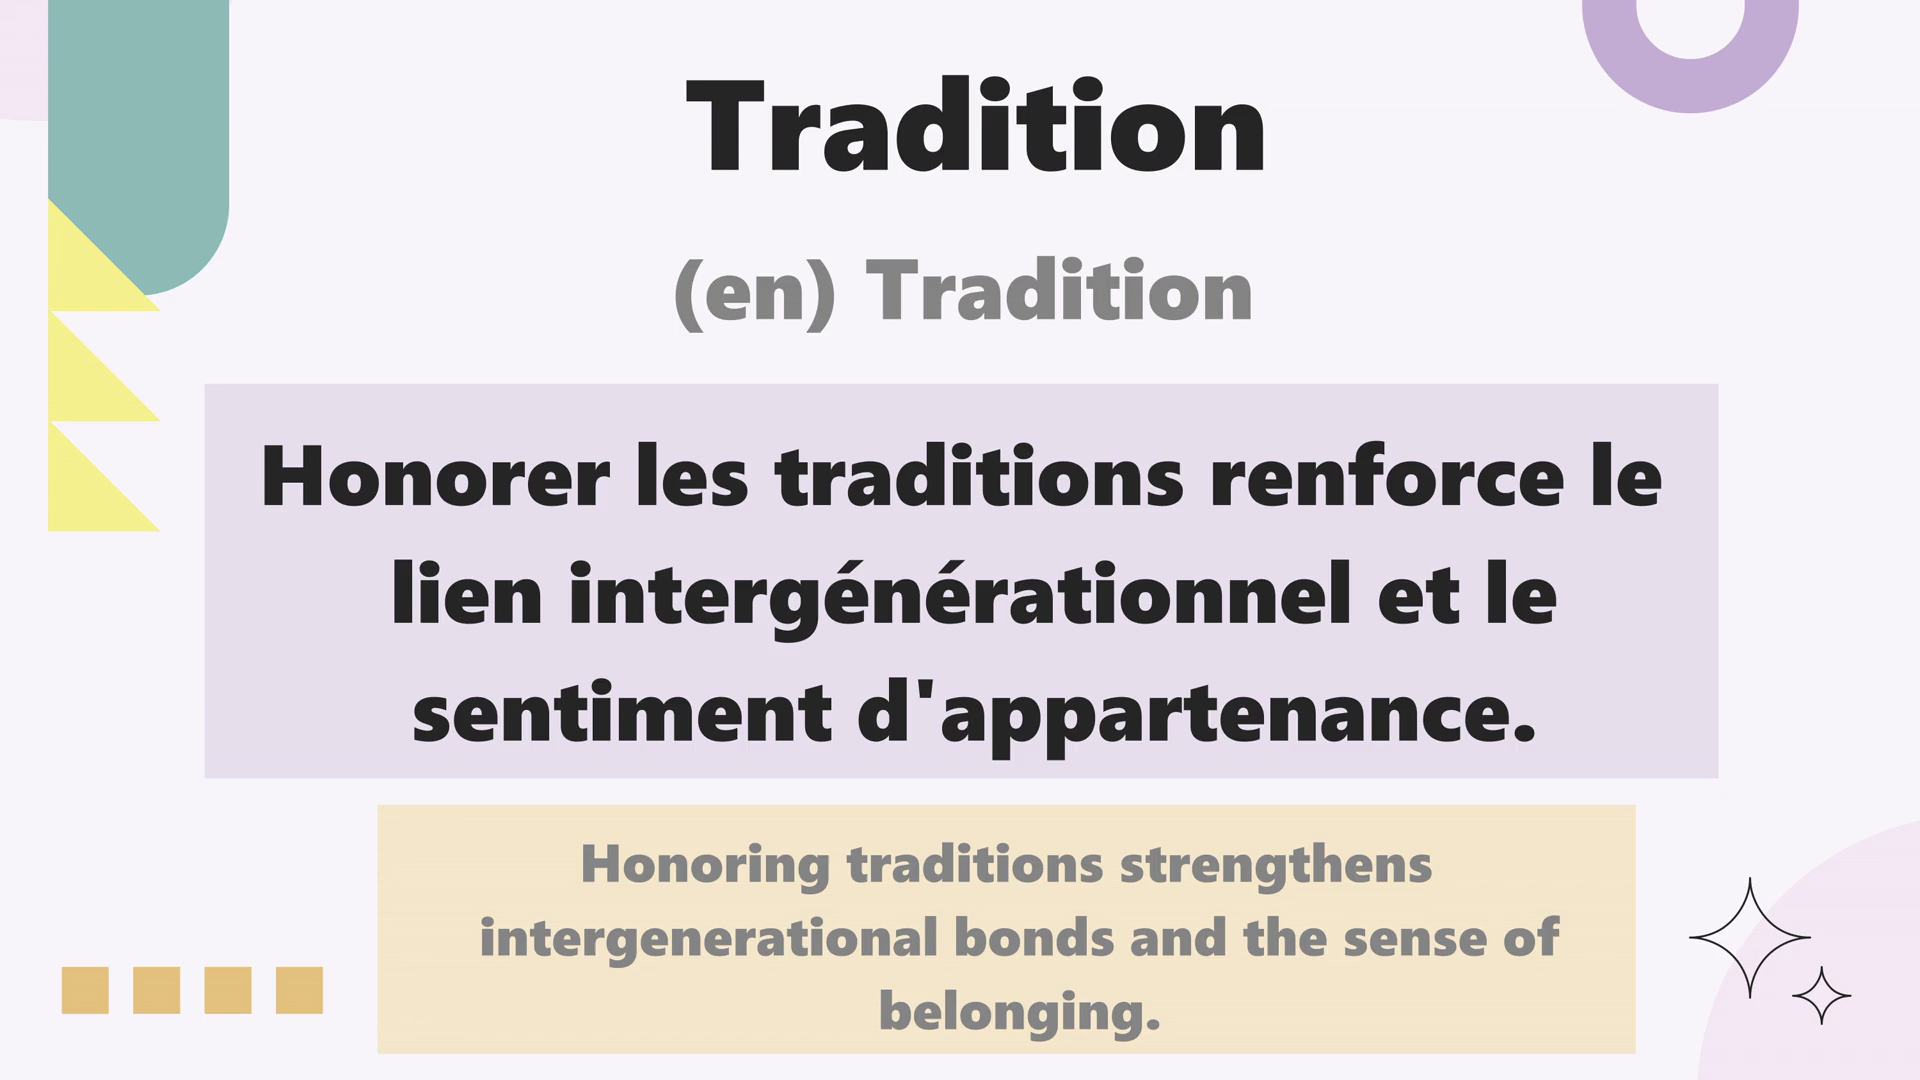 Tradition
(en) Tradition
Honorer les traditions renforce le
lien intergénérationnel et le
sentiment d'appartenance.
Honoring traditions strengthens
intergenerational bonds and the sense of
belonging.